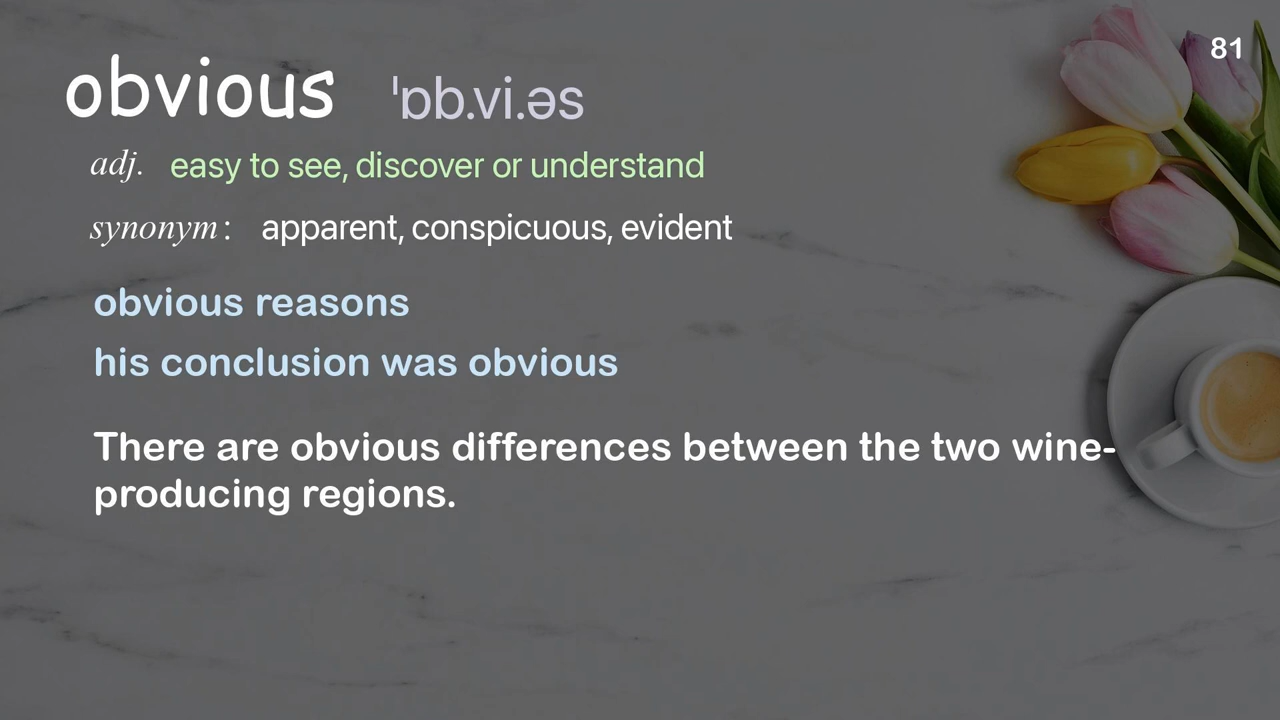 81
obvious ˈɒb.vi.əs
adj. easy to see, discover or understand
synonym: apparent, conspicuous, evident
obvious reasons
his conclusion was obvious
There are obvious differences between the two wine-
producing regions.